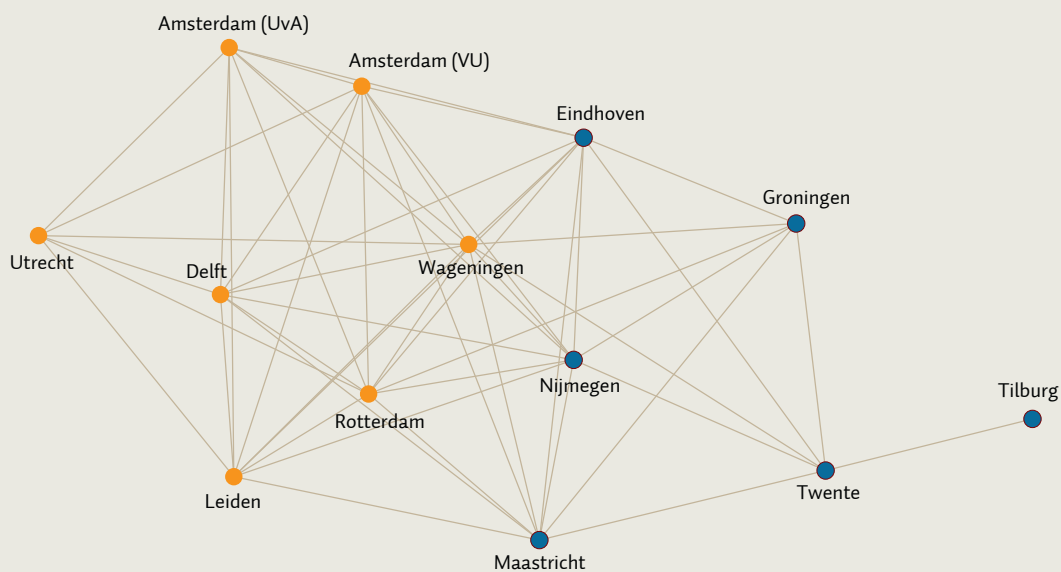 Amsterdam (UvA)
Amsterdam (VU)
Eindhoven
Groningen
Utrecht
Delft
Wageningen
Nijmegen
Tilburg
Rotterdam
Leiden
Twente
Maastricht